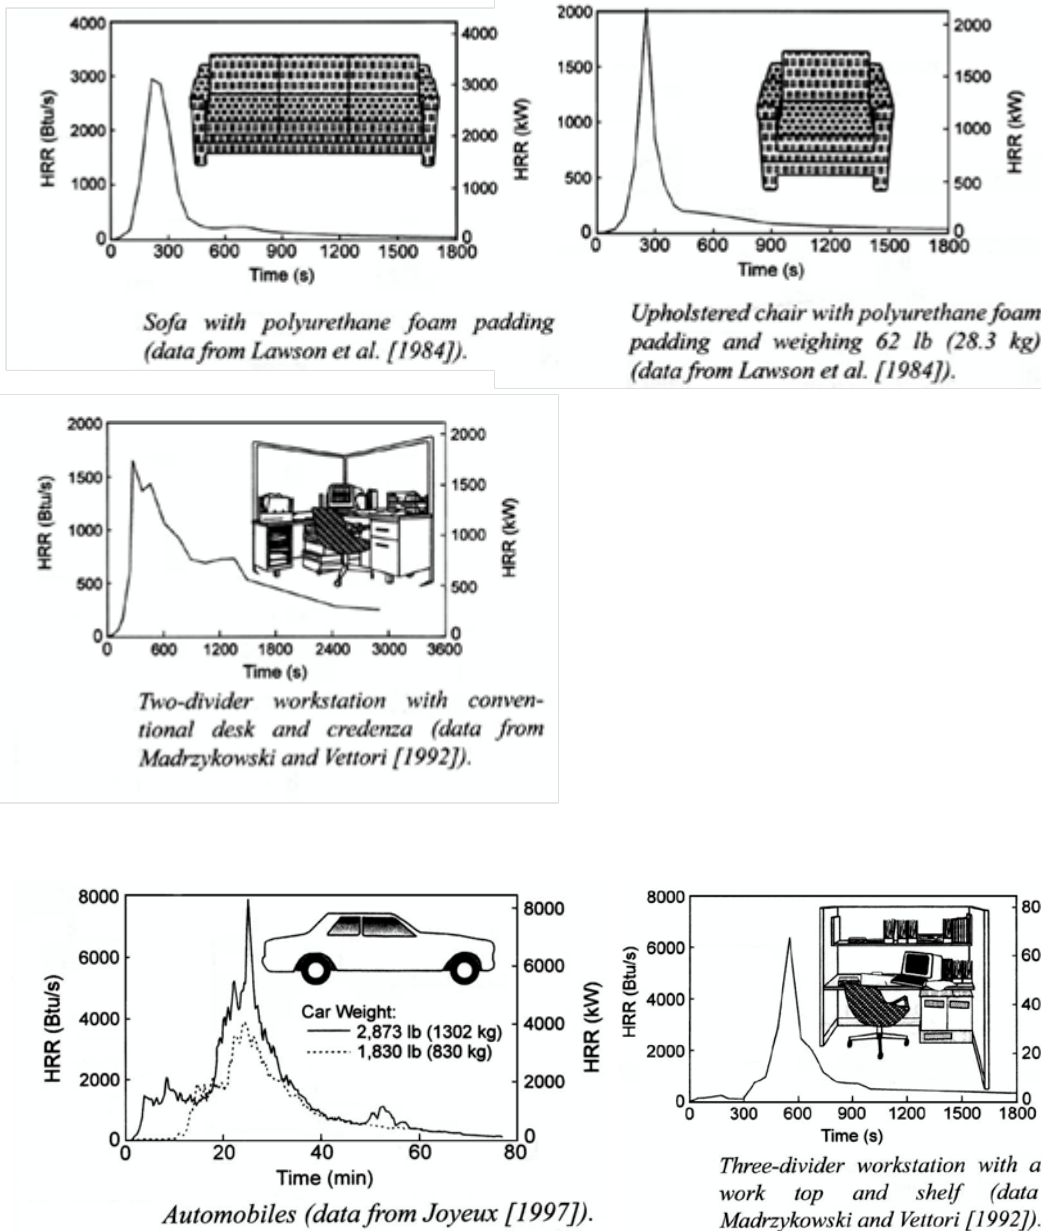 4000
3000
2000
1000
0
HRR (Btu/s)
4000
3000
2000
1000
0
HRR (kW)
0 300 600 900 1200 1500 1800
Time (s)
Sofa with polyurethane foam padding
(data from Lawson et al. [1984]).
2000
1500
1000
500
0
HRR (Btu/s)
2000
1500
1000
500
0
HRR (kW)
0 300 600 900 1200 1500 1800
Time (s)
Upholstered chair with polyurethane foam
padding and weighing 62 lb (28.3 kg)
(data from Lawson et al. [1984]).
2000
1500
1000
500
0
HRR (Btu/s)
2000
1500
1000
500
0
HRR (kW)
0 600 1200 1800 2400 3000 3600
Time (s)
Two-divider workstation with conven-
tional desk and credenza (data from
Madrzykowski and Vettori [1992]).
8000
6000
4000
2000
0
HRR (Btu/s)
8000
6000
4000
2000
0
HRR (kW)
Car Weight:
2,873 lb (1302 kg)
1,830 lb (830 kg)
0 20 40 60 80
Time (min)
Automobiles (data from Joyeux [1997]).
8000
6000
4000
2000
0
HRR (Btu/s)
80
60
40
20
0
0 300 600 900 1200 1500 1800
Time (s)
Three-divider workstation with a
work top and shelf (data
Madrzykowski and Vettori [1992]).